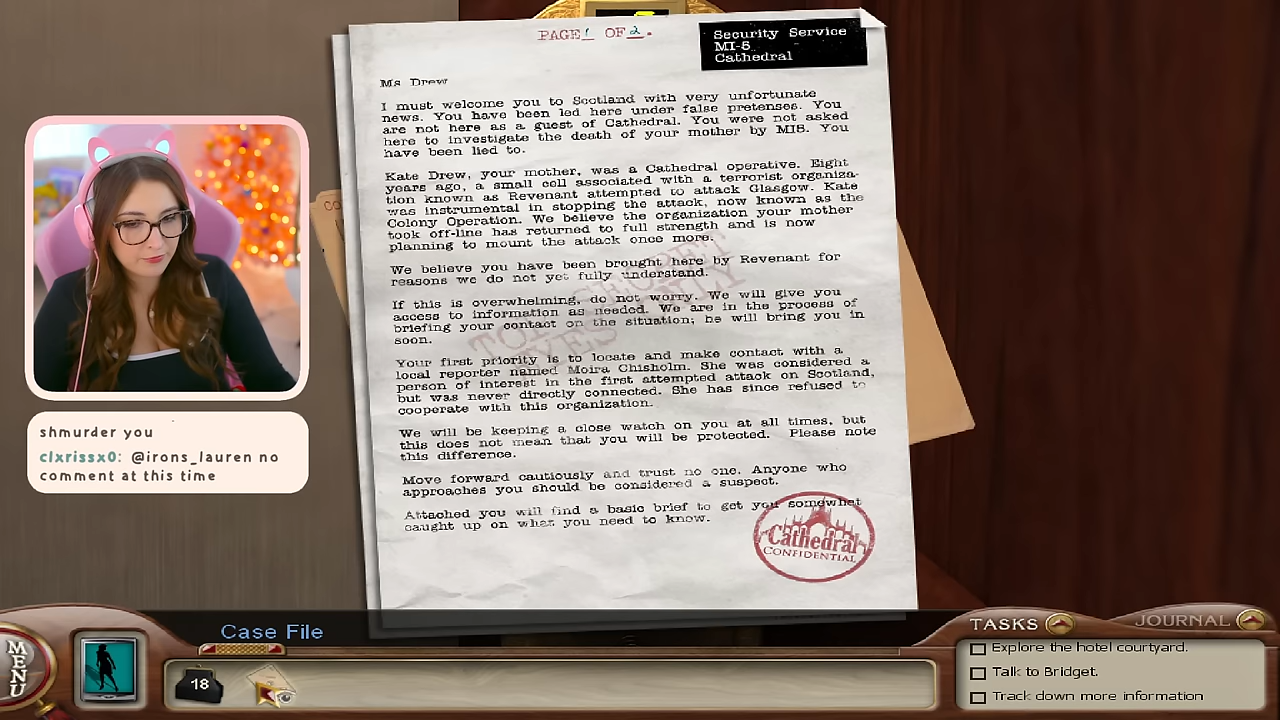 PAGE 1 OF 2.
Security Service
MI-5
Cathedral
Ms Drew
I must welcome you to Scotland with very unfortunate
news. You have been led here under false pretenses. You
are not here as a guest of Cathedral. You were not asked
here to investigate the death of your mother by MI5. You
have been lied to.
Kate Drew, your mother, was a Cathedral operative. Eight
years ago, a small cell associated with a terrorist organiza-
tion known as Revenant attempted to attack Glasgow. Kate
was instrumental in stopping the attack, now known as the
Colony Operation. We believe the organization your mother
took off-line has returned to full strength and is now
planning to mount the attack once more.
We believe you have been brought here by Revenant for
reasons we do not yet fully understand.
If this is overwhelming, do not worry. We will give you
access to information as needed. We are in the process of
briefing your contact on the situation; he will bring you in
soon.
Your first priority is to locate and make contact with a
local reporter named Moira Chisholm. She was considered a
person of interest in the first attempted attack on Scotland,
but was never directly connected. She has since refused to
cooperate with this organization.
We will be keeping a close watch on you at all times, but
this does not mean that you will be protected. Please note
this difference.
Move forward cautiously and trust no one. Anyone who
approaches you should be considered a suspect.
Attached you will find a basic brief to get you somewhat
caught up on what you need to know.
TOP SECRET
EYES ONLY
Cathedral
CONFIDENTIAL
CO
shmurder you
clxrissx0: @irons_lauren no
comment at this time
Case File
MENU
18
TASKS
JOURNAL
Explore the hotel courtyard.
Talk to Bridget.
Track down more information